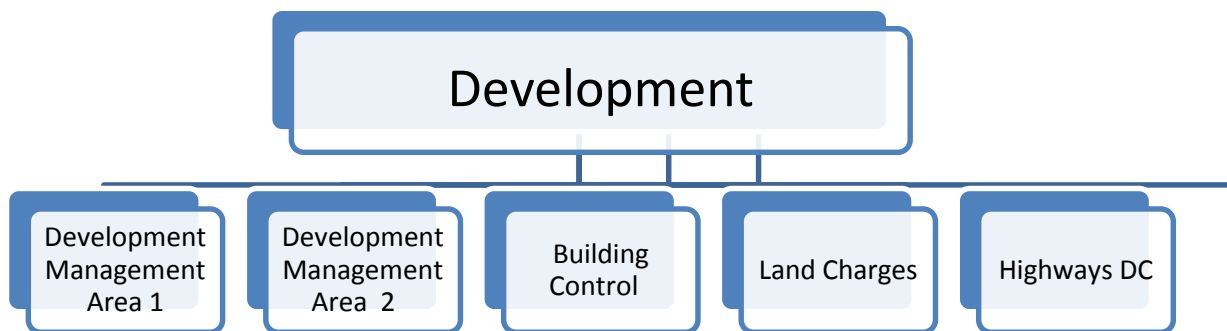 Development
Development
Management
Area 1
Development
Management
Area  2
Building
Control
Land Charges
Highways DC